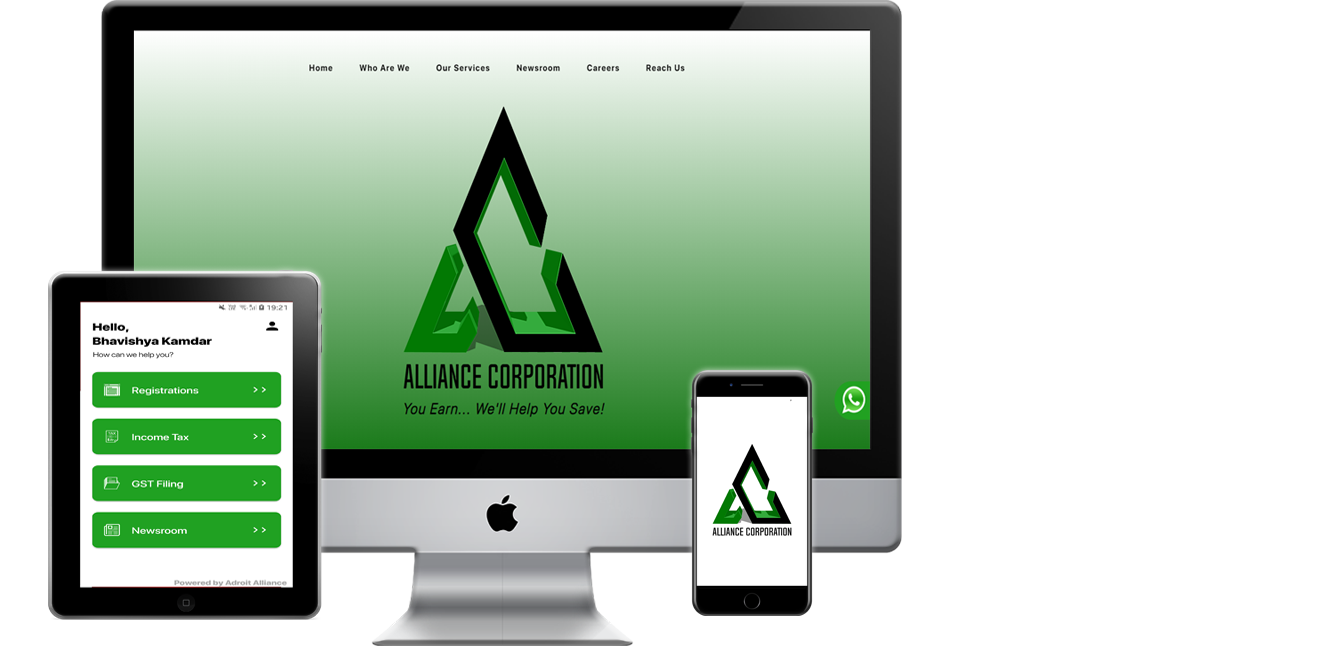 Home Who Are We Our Services Newsroom Careers Reach Us
ALLIANCE CORPORATION
You Earn... We'll Help You Save!
19:21
Hello,
Bhavishya Kamdar
How can we help you?
Registrations >>
Income Tax >>
GST Filing >>
Newsroom >>
Powered by Adroit Alliance
ALLIANCE CORPORATION